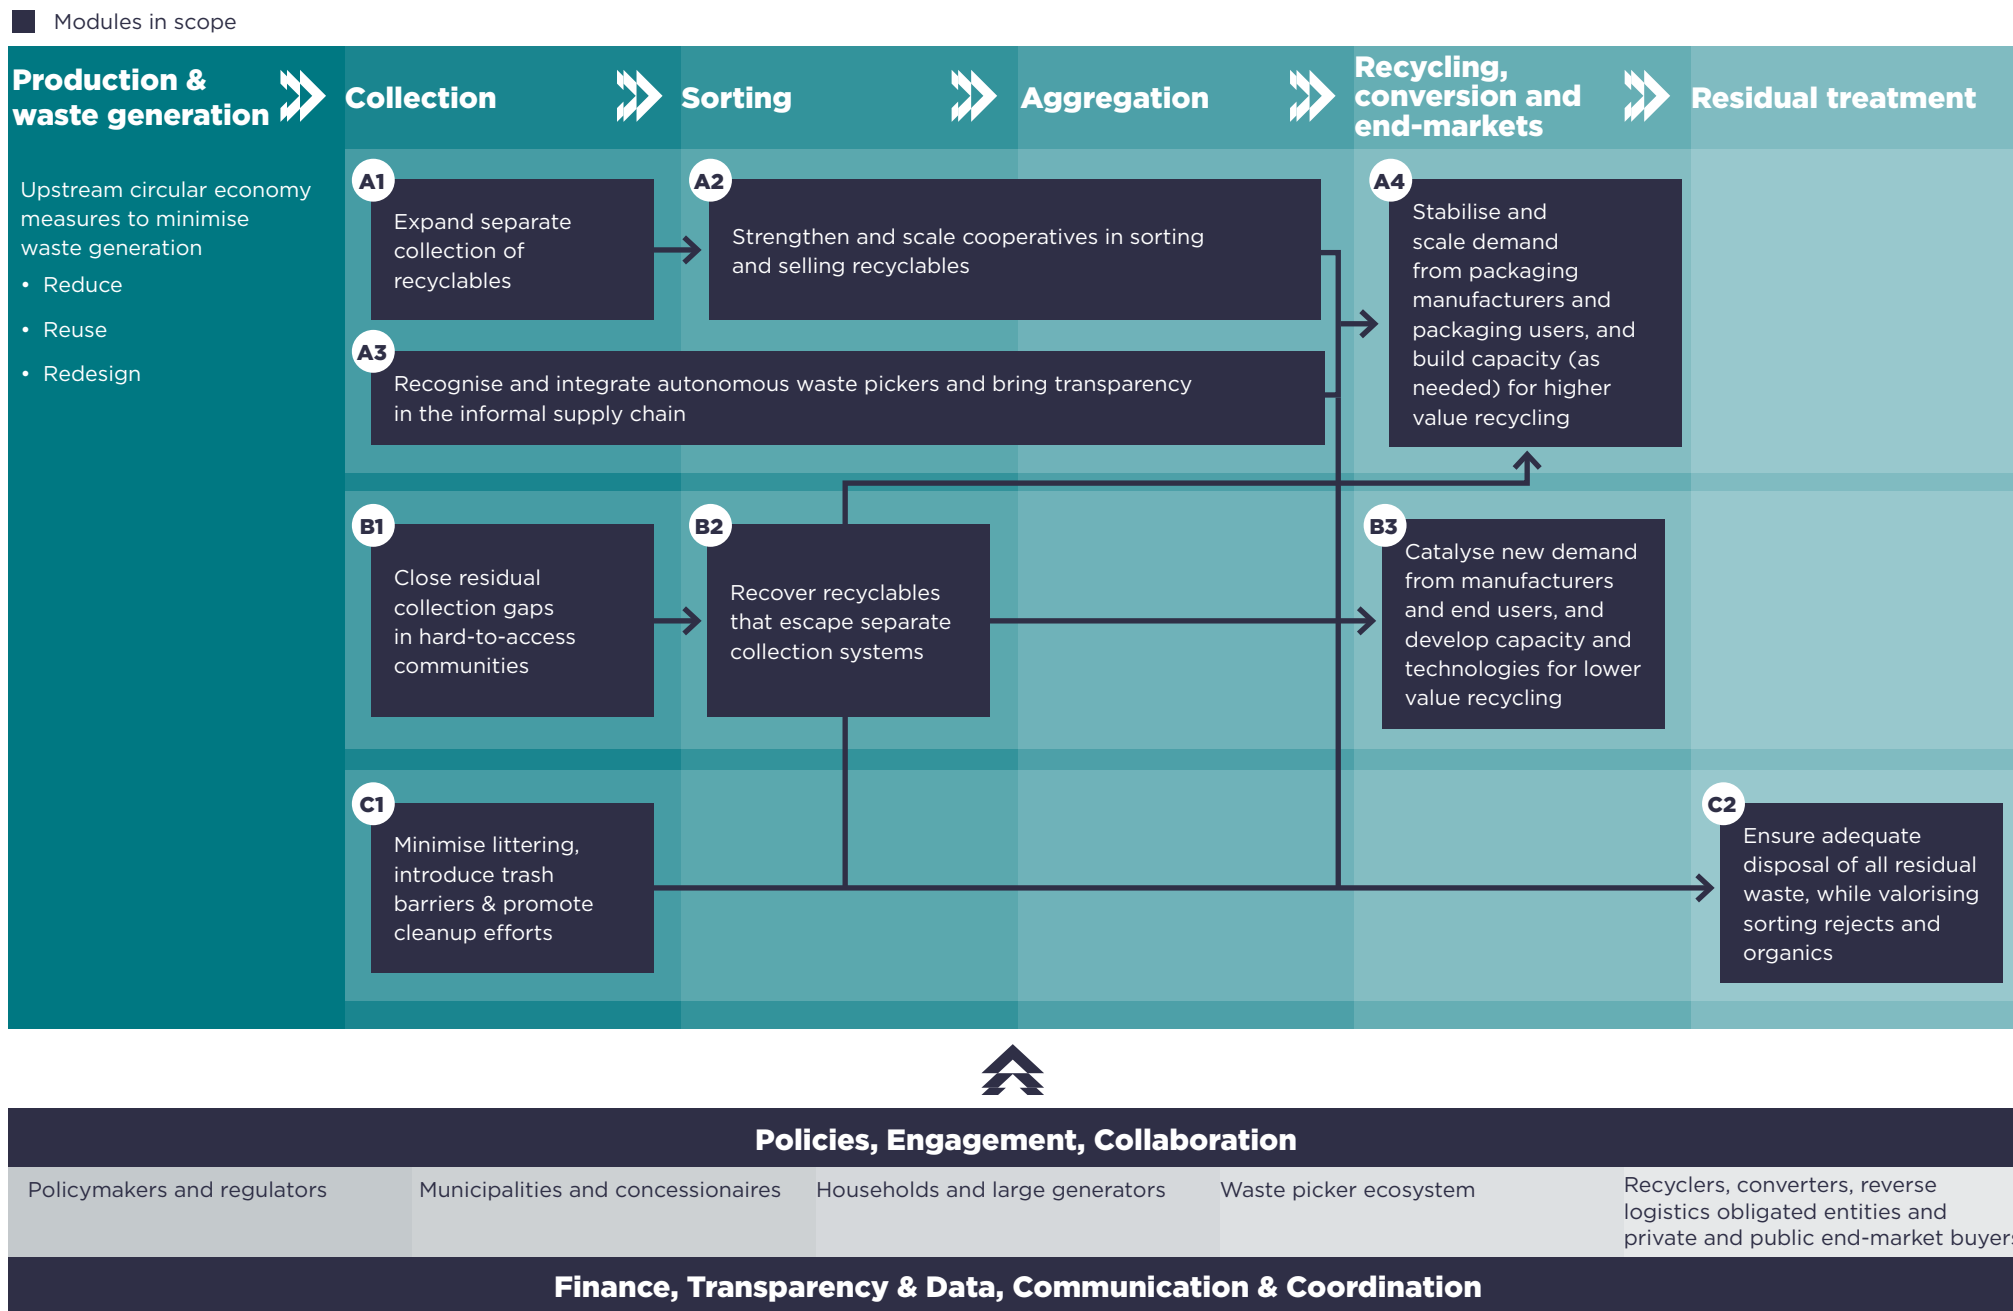 Modules in scope
Production &
waste generation
Collection
Sorting
Aggregation
Recycling,
conversion and
end-markets
Residual treatment
Upstream circular economy
measures to minimise
waste generation
• Reduce
• Reuse
• Redesign
A1
Expand separate
collection of
recyclables
A2
Strengthen and scale cooperatives in sorting
and selling recyclables
A3
Recognise and integrate autonomous waste pickers and bring transparency
in the informal supply chain
A4
Stabilise and
scale demand
from packaging
manufacturers and
packaging users, and
build capacity (as
needed) for higher
value recycling
B1
Close residual
collection gaps
in hard-to-access
communities
B2
Recover recyclables
that escape separate
collection systems
B3
Catalyse new demand
from manufacturers
and end users, and
develop capacity and
technologies for lower
value recycling
C1
Minimise littering,
introduce trash
barriers & promote
cleanup efforts
C2
Ensure adequate
disposal of all residual
waste, while valorising
sorting rejects and
organics
Policies, Engagement, Collaboration
Policymakers and regulators
Municipalities and concessionaires
Households and large generators
Waste picker ecosystem
Recyclers, converters, reverse
logistics obligated entities and
private and public end-market buyers
Finance, Transparency & Data, Communication & Coordination